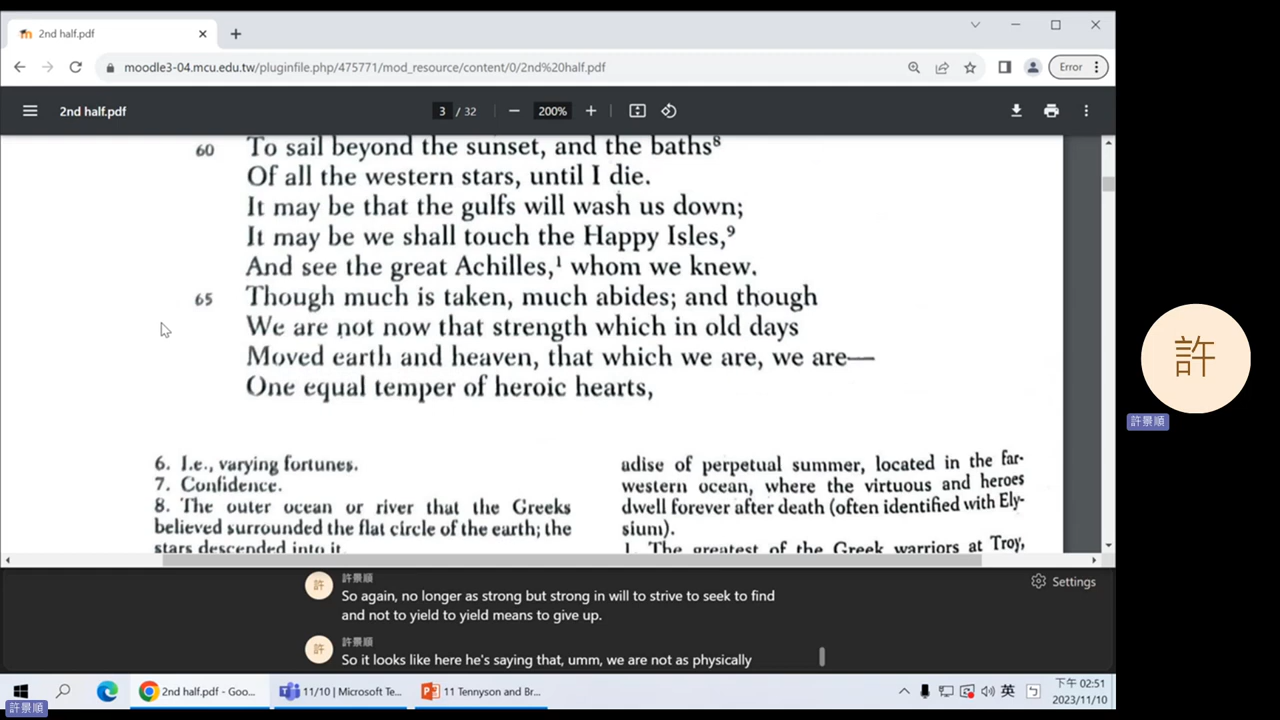 2nd half.pdf
moodle3-04.mcu.edu.tw/pluginfile.php/475771/mod_resource/content/0/2nd%20half.pdf
Error
2nd half.pdf
3 / 32
200%
60 To sail beyond the sunset, and the baths⁸
Of all the western stars, until I die.
It may be that the gulfs will wash us down;
It may be we shall touch the Happy Isles,⁹
And see the great Achilles,¹ whom we knew.
65 Though much is taken, much abides; and though
We are not now that strength which in old days
Moved earth and heaven, that which we are, we are—
One equal temper of heroic hearts,
6. I.e., varying fortunes.
7. Confidence.
8. The outer ocean or river that the Greeks
believed surrounded the flat circle of the earth; the
stars descended into it.
adise of perpetual summer, located in the far-
western ocean, where the virtuous and heroes
dwell forever after death (often identified with Ely-
sium).
1. The greatest of the Greek warriors at Troy,
許
許景順
許
許景順
So again, no longer as strong but strong in will to strive to seek to find
and not to yield to yield means to give up.
許
許景順
So it looks like here he's saying that, umm, we are not as physically
Settings
2nd half.pdf - Goo...
11/10 | Microsoft Te...
11 Tennyson and Br...
英
下午 02:51
2023/11/10
許景順